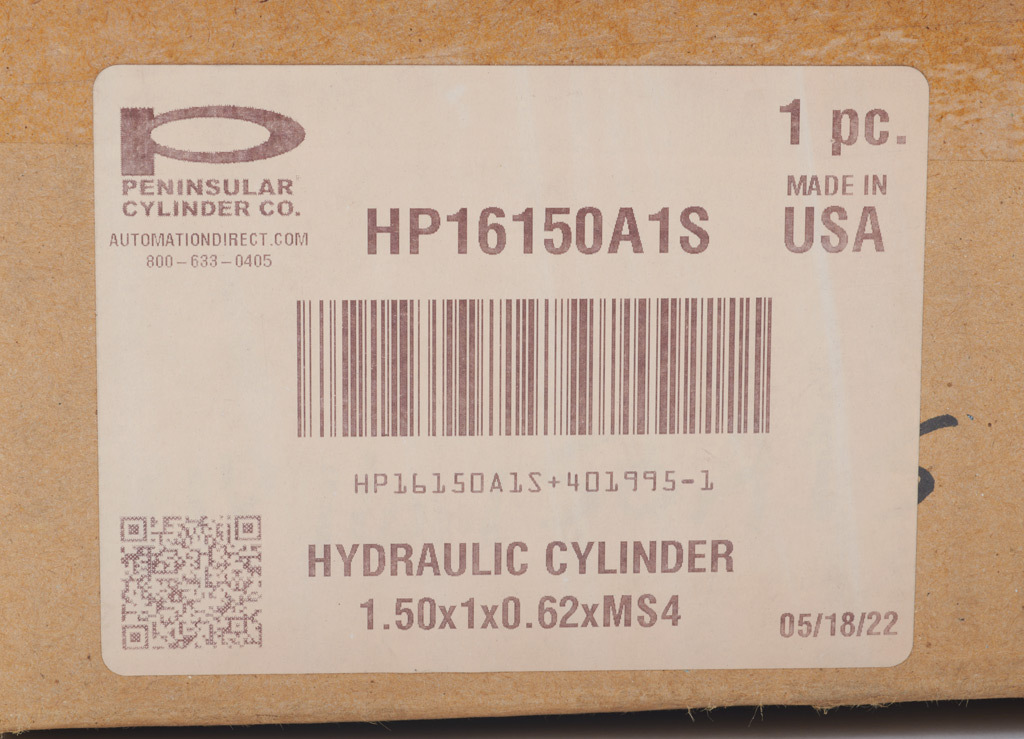 PENINSULAR
CYLINDER CO.
AUTOMATIONDIRECT.COM
800-633-0405
1 pc.
MADE IN
USA
HP16150A1S
HP16150A1S+401995-1
HYDRAULIC CYLINDER
1.50x1x0.62xMS4
05/18/22